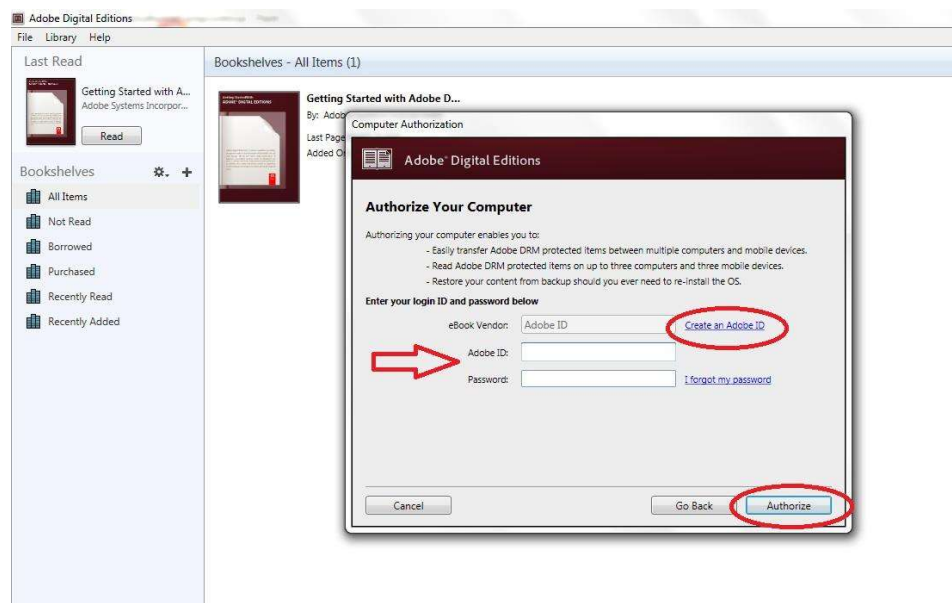 Adobe Digital Editions
File Library Help
Last Read
Getting Started with A...
Adobe Systems Incorpor...
Read
Bookshelves
All Items
Not Read
Borrowed
Purchased
Recently Read
Recently Added
Bookshelves - All Items (1)
Getting Started with Adobe D...
By: Adob
Last Page
Added On
Computer Authorization
Adobe® Digital Editions
Authorize Your Computer
Authorizing your computer enables you to:
- Easily transfer Adobe DRM protected items between multiple computers and mobile devices.
- Read Adobe DRM protected items on up to three computers and three mobile devices.
- Restore your content from backup should you ever need to re-install the OS.
Enter your login ID and password below
eBook Vendor: Adobe ID Create an Adobe ID
Adobe ID:
Password: I forgot my password
Cancel Go Back Authorize